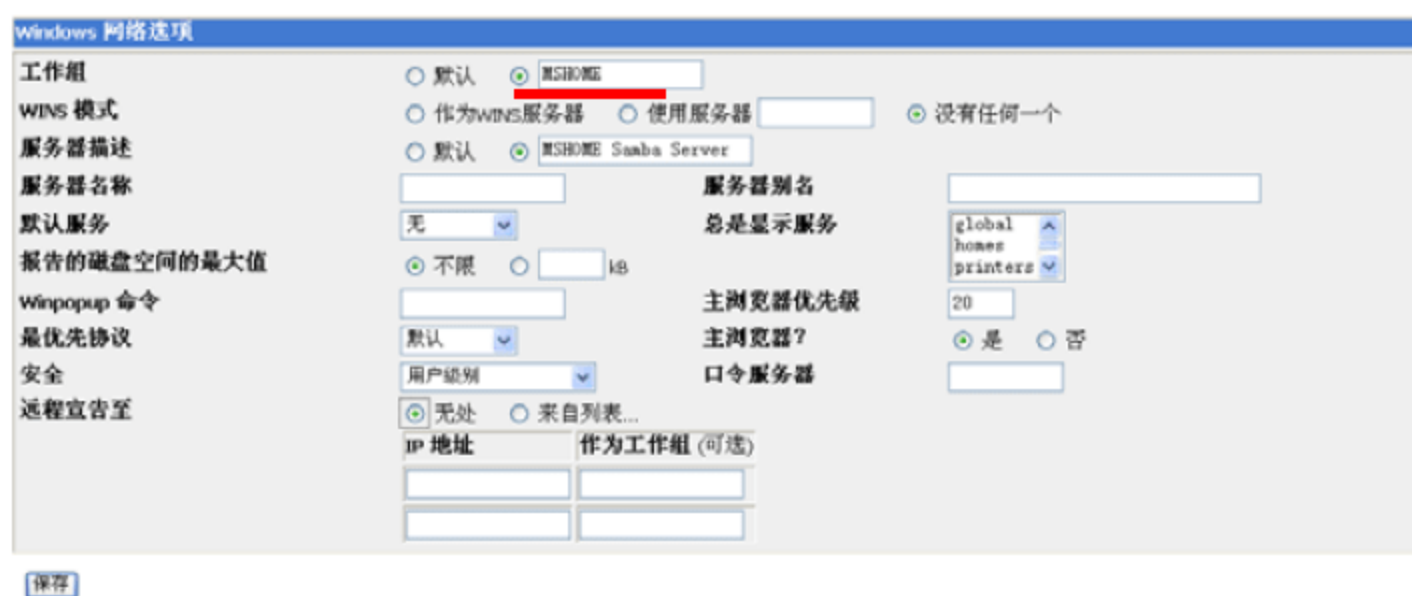 Windows 网络选项
工作组 默认 MSHOME
WINS 模式 作为WINS服务器 使用服务器 没有任何一个
服务器描述 默认 MSHOME Samba Server
服务器名称 服务器别名
默认服务 无 总是显示服务 global
homes
printers
报告的磁盘空间的最大值 不限 kB
Winpopup 命令 主浏览器优先级 20
最优先协议 默认 主浏览器? 是 否
安全 用户级别 口令服务器
远程宣告至 无处 来自列表...
IP 地址 作为工作组 (可选)
保存